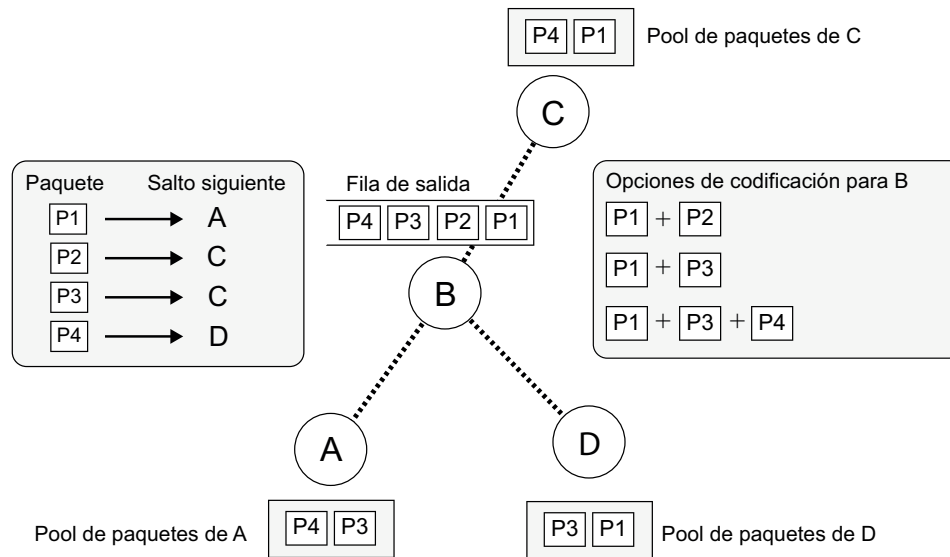 P4 P1 Pool de paquetes de C
C
Paquete Salto siguiente
P1 A
P2 C
P3 C
P4 D
Fila de salida
P4 P3 P2 P1
B
Opciones de codificación para B
P1 + P2
P1 + P3
P1 + P3 + P4
A
D
Pool de paquetes de A P4 P3
P3 P1 Pool de paquetes de D